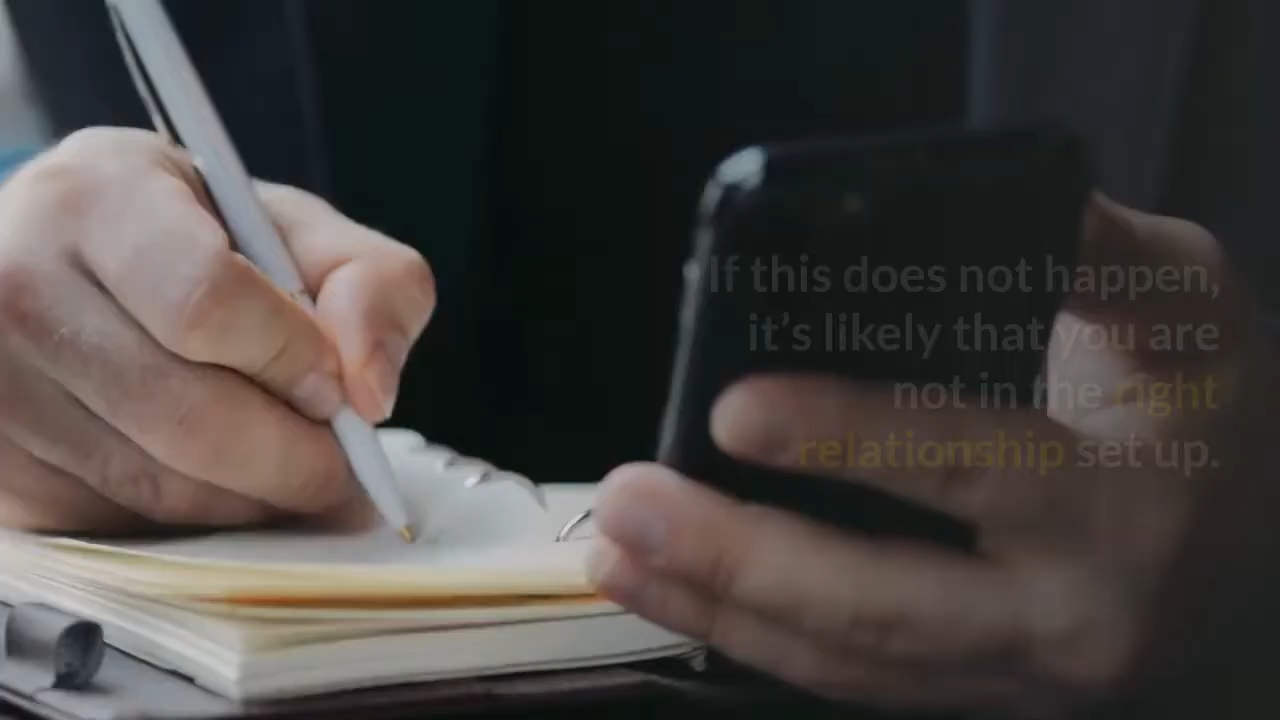 If this does not happen,
it’s likely that you are
not in the right
relationship set up.